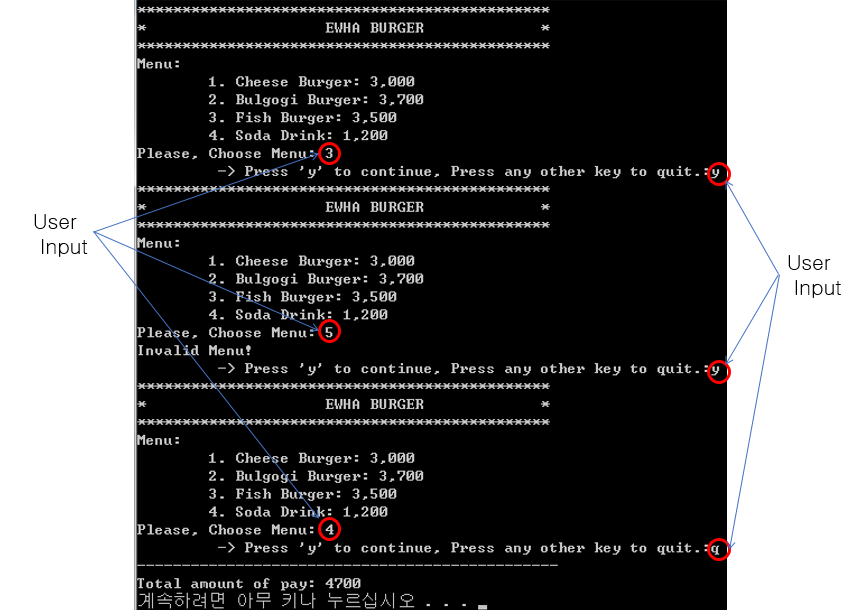 **********************************************
* EWHA BURGER *
**********************************************
Menu:
1. Cheese Burger: 3,000
2. Bulgogi Burger: 3,700
3. Fish Burger: 3,500
4. Soda Drink: 1,200
Please, Choose Menu: 3
-> Press 'y' to continue, Press any other key to quit.:y
**********************************************
* EWHA BURGER *
**********************************************
User
Input
Menu:
1. Cheese Burger: 3,000
2. Bulgogi Burger: 3,700
3. Fish Burger: 3,500
4. Soda Drink: 1,200
User
Input
Please, Choose Menu: 5
Invalid Menu!
-> Press 'y' to continue, Press any other key to quit.:y
**********************************************
* EWHA BURGER *
**********************************************
Menu:
1. Cheese Burger: 3,000
2. Bulgogi Burger: 3,700
3. Fish Burger: 3,500
4. Soda Drink: 1,200
Please, Choose Menu: 4
-> Press 'y' to continue, Press any other key to quit.:q
-----------------------------------------------
Total amount of pay: 4700
계속하려면 아무 키나 누르십시오 . . . _